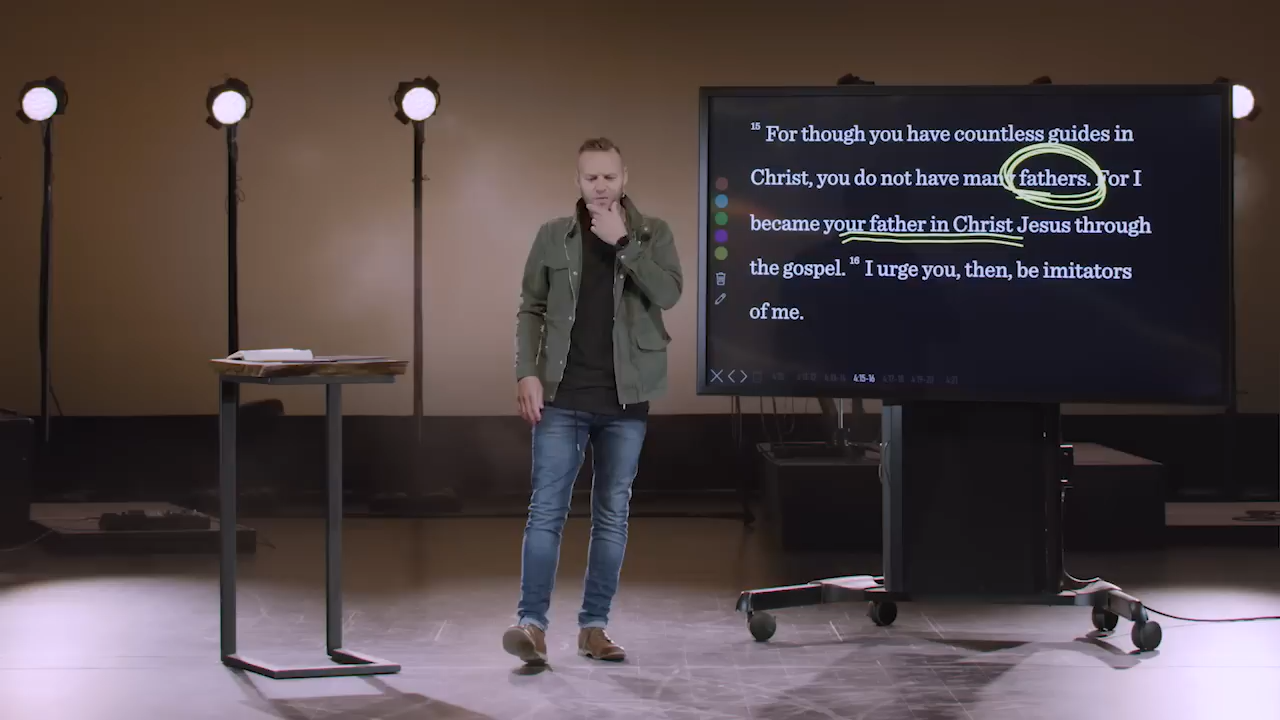 15 For though you have countless guides in
Christ, you do not have many fathers. For I
became your father in Christ Jesus through
the gospel. 16 I urge you, then, be imitators
of me.
4:15-16